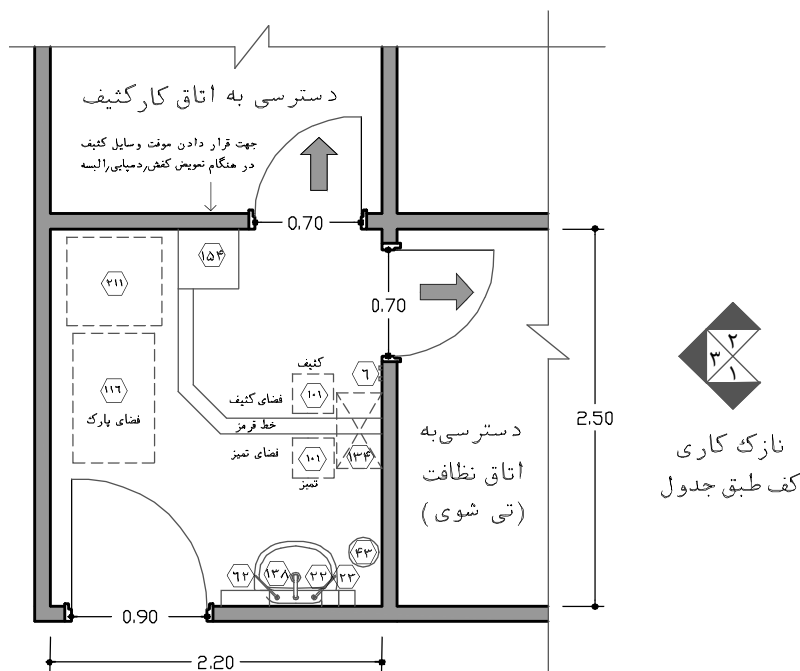 دسترسی به اتاق کارکثیف
جهت قرار دادن موقت وسایل کثیف
در هنگام تعویض کفش،دمپایی،البسه
0.70
۱۵۴
۲۱۱
0.70
۲
۳
۱
کثیف
۶
۱۰۱
۱۱۶
فضای پارک
فضای کثیف
خط قرمز
فضای تمیز
۱۰۱
۱۳۴
تمیز
2.50
دسترسی‌به
اتاق نظافت
(تی شوی)
نازک کاری
کف طبق جدول
۴۳
۶۲
۱۳۸
۲۲
۲۳
0.90
2.20